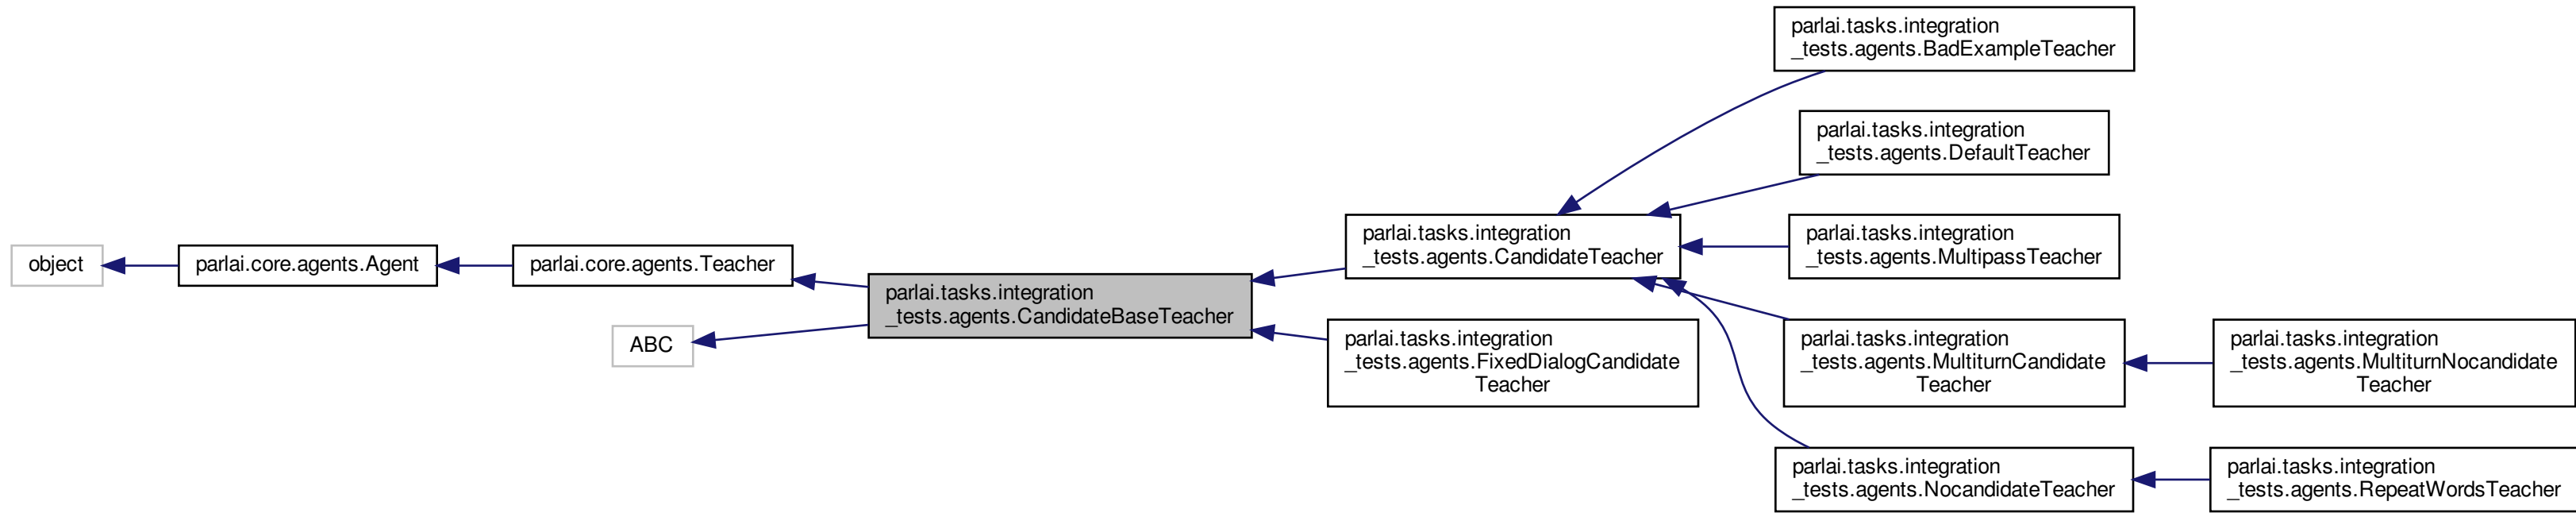 object
parlai.core.agents.Agent
parlai.core.agents.Teacher
ABC
parlai.tasks.integration
_tests.agents.CandidateBaseTeacher
parlai.tasks.integration
_tests.agents.CandidateTeacher
parlai.tasks.integration
_tests.agents.FixedDialogCandidate
Teacher
parlai.tasks.integration
_tests.agents.BadExampleTeacher
parlai.tasks.integration
_tests.agents.DefaultTeacher
parlai.tasks.integration
_tests.agents.MultipassTeacher
parlai.tasks.integration
_tests.agents.MultiturnCandidate
Teacher
parlai.tasks.integration
_tests.agents.NocandidateTeacher
parlai.tasks.integration
_tests.agents.MultiturnNocandidate
Teacher
parlai.tasks.integration
_tests.agents.RepeatWordsTeacher